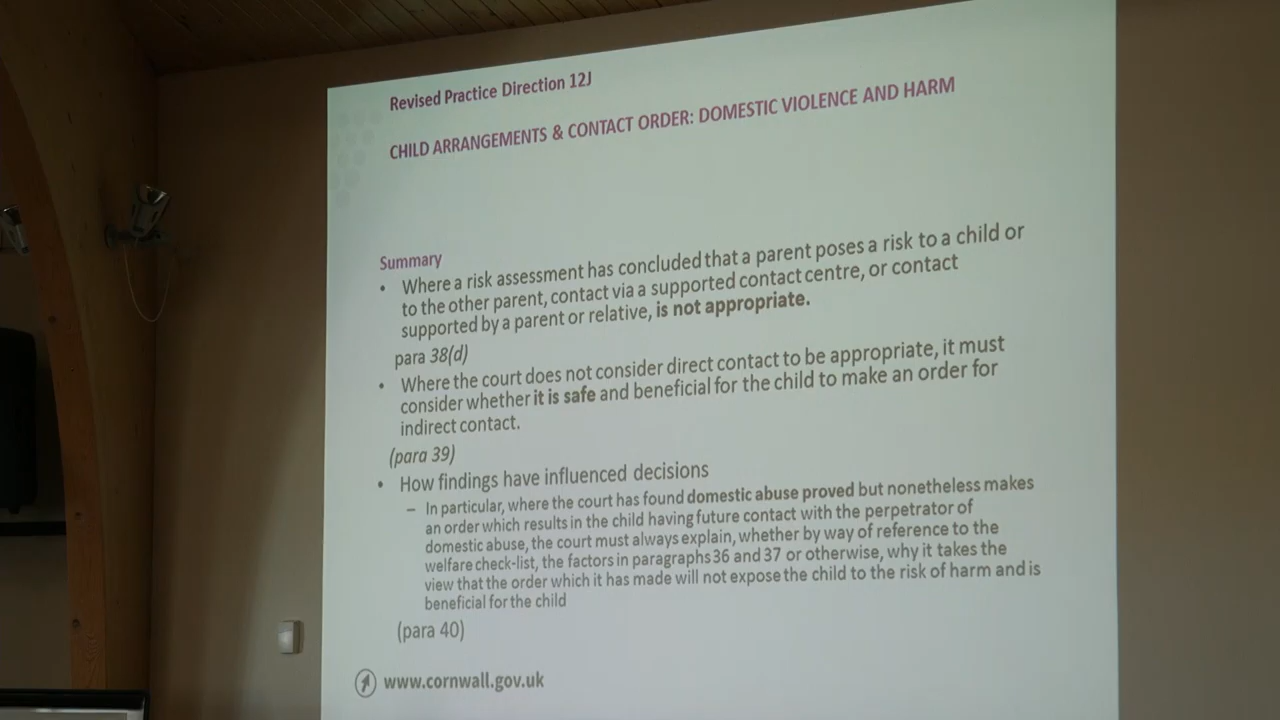 Revised Practice Direction 12J
CHILD ARRANGEMENTS & CONTACT ORDER: DOMESTIC VIOLENCE AND HARM
Summary
• Where a risk assessment has concluded that a parent poses a risk to a child or
to the other parent, contact via a supported contact centre, or contact
supported by a parent or relative, is not appropriate.
para 38(d)
• Where the court does not consider direct contact to be appropriate, it must
consider whether it is safe and beneficial for the child to make an order for
indirect contact.
(para 39)
• How findings have influenced decisions
– In particular, where the court has found domestic abuse proved but nonetheless makes
an order which results in the child having future contact with the perpetrator of
domestic abuse, the court must always explain, whether by way of reference to the
welfare check-list, the factors in paragraphs 36 and 37 or otherwise, why it takes the
view that the order which it has made will not expose the child to the risk of harm and is
beneficial for the child
(para 40)
www.cornwall.gov.uk